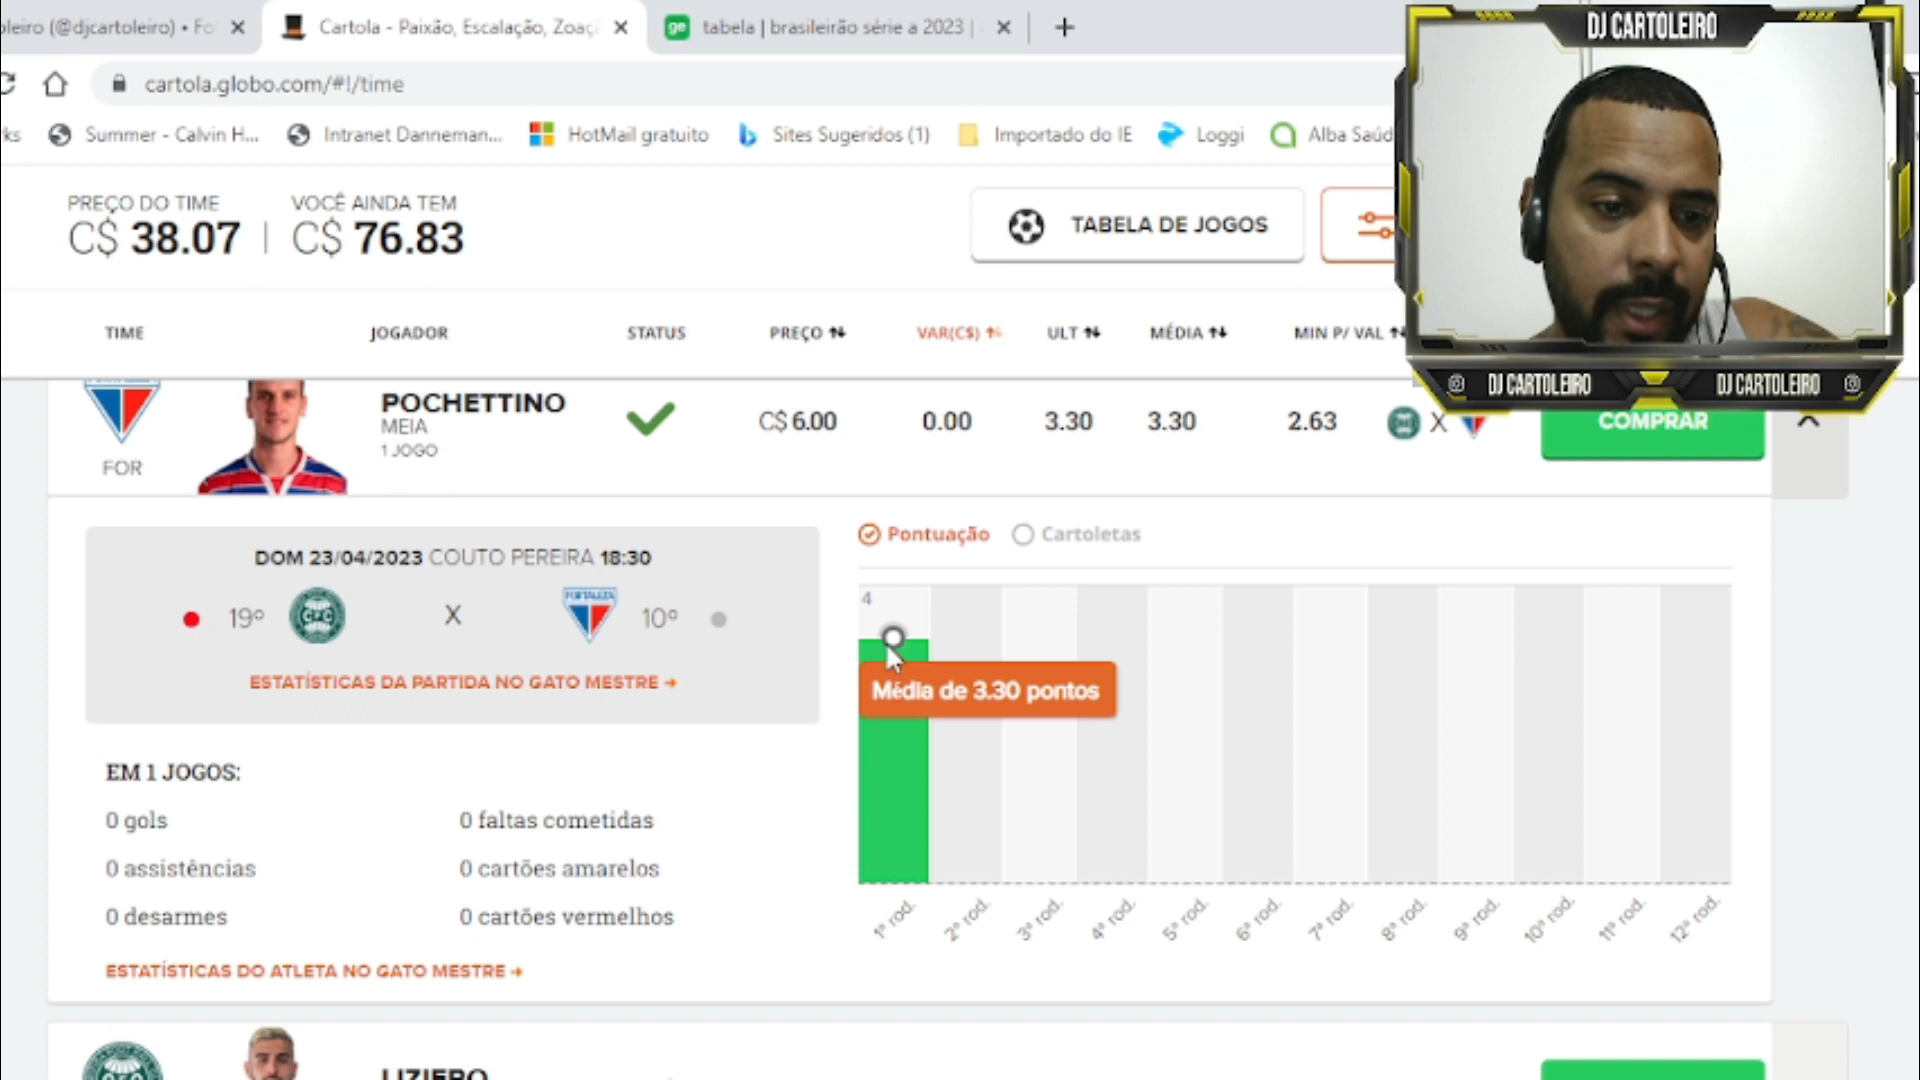 oleiro (@djcartoleiro) • Fo
Cartola - Paixão, Escalação, Zoaç
ge tabela | brasileirão série a 2023 |
cartola.globo.com/#!/time
ks
Summer - Calvin H...
Intranet Danneman...
HotMail gratuito
Sites Sugeridos (1)
Importado do IE
Loggi
Alba Saúd
DJ CARTOLEIRO
DJ CARTOLEIRO
DJ CARTOLEIRO
PREÇO DO TIME
C$ 38.07
VOCÊ AINDA TEM
C$ 76.83
TABELA DE JOGOS
TIME JOGADOR STATUS PREÇO VAR(C$) ULT MÉDIA MIN P/ VAL
FOR
POCHETTINO
MEIA
1 JOGO
C$ 6.00 0.00 3.30 3.30 2.63 X COMPRAR
DOM 23/04/2023 COUTO PEREIRA 18:30
19º CFC X FORTALEZA 10º
ESTATÍSTICAS DA PARTIDA NO GATO MESTRE
Pontuação Cartoletas
4
Média de 3.30 pontos
1ª rod. 2ª rod. 3ª rod. 4ª rod. 5ª rod. 6ª rod. 7ª rod. 8ª rod. 9ª rod. 10ª rod. 11ª rod. 12ª rod.
EM 1 JOGOS:
0 gols
0 faltas cometidas
0 assistências
0 cartões amarelos
0 desarmes
0 cartões vermelhos
ESTATÍSTICAS DO ATLETA NO GATO MESTRE
LIZIERO